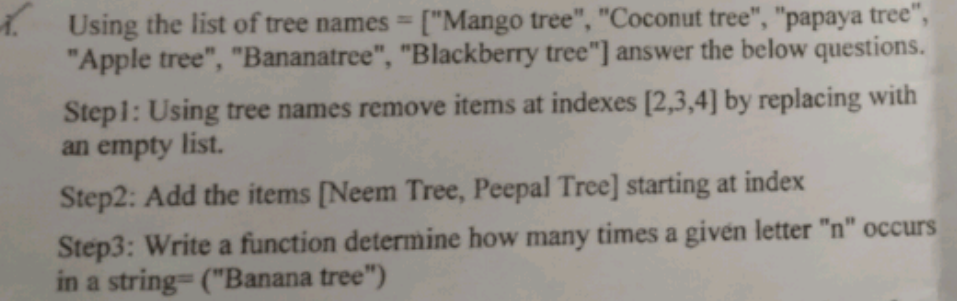 1. Using the list of tree names = ["Mango tree", "Coconut tree", "papaya tree",
"Apple tree", "Bananatree", "Blackberry tree"] answer the below questions.
Step1: Using tree names remove items at indexes [2,3,4] by replacing with
an empty list.
Step2: Add the items [Neem Tree, Peepal Tree] starting at index
Step3: Write a function determine how many times a given letter "n" occurs
in a string= ("Banana tree")